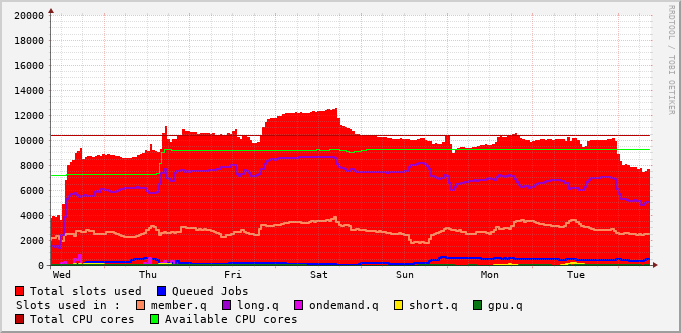 RRDTOOL / TOBI OETIKER
20000
18000
16000
14000
12000
10000
8000
6000
4000
2000
0
Wed Thu Fri Sat Sun Mon Tue
Total slots used Queued Jobs
Slots used in : member.q long.q ondemand.q short.q gpu.q
Total CPU cores Available CPU cores